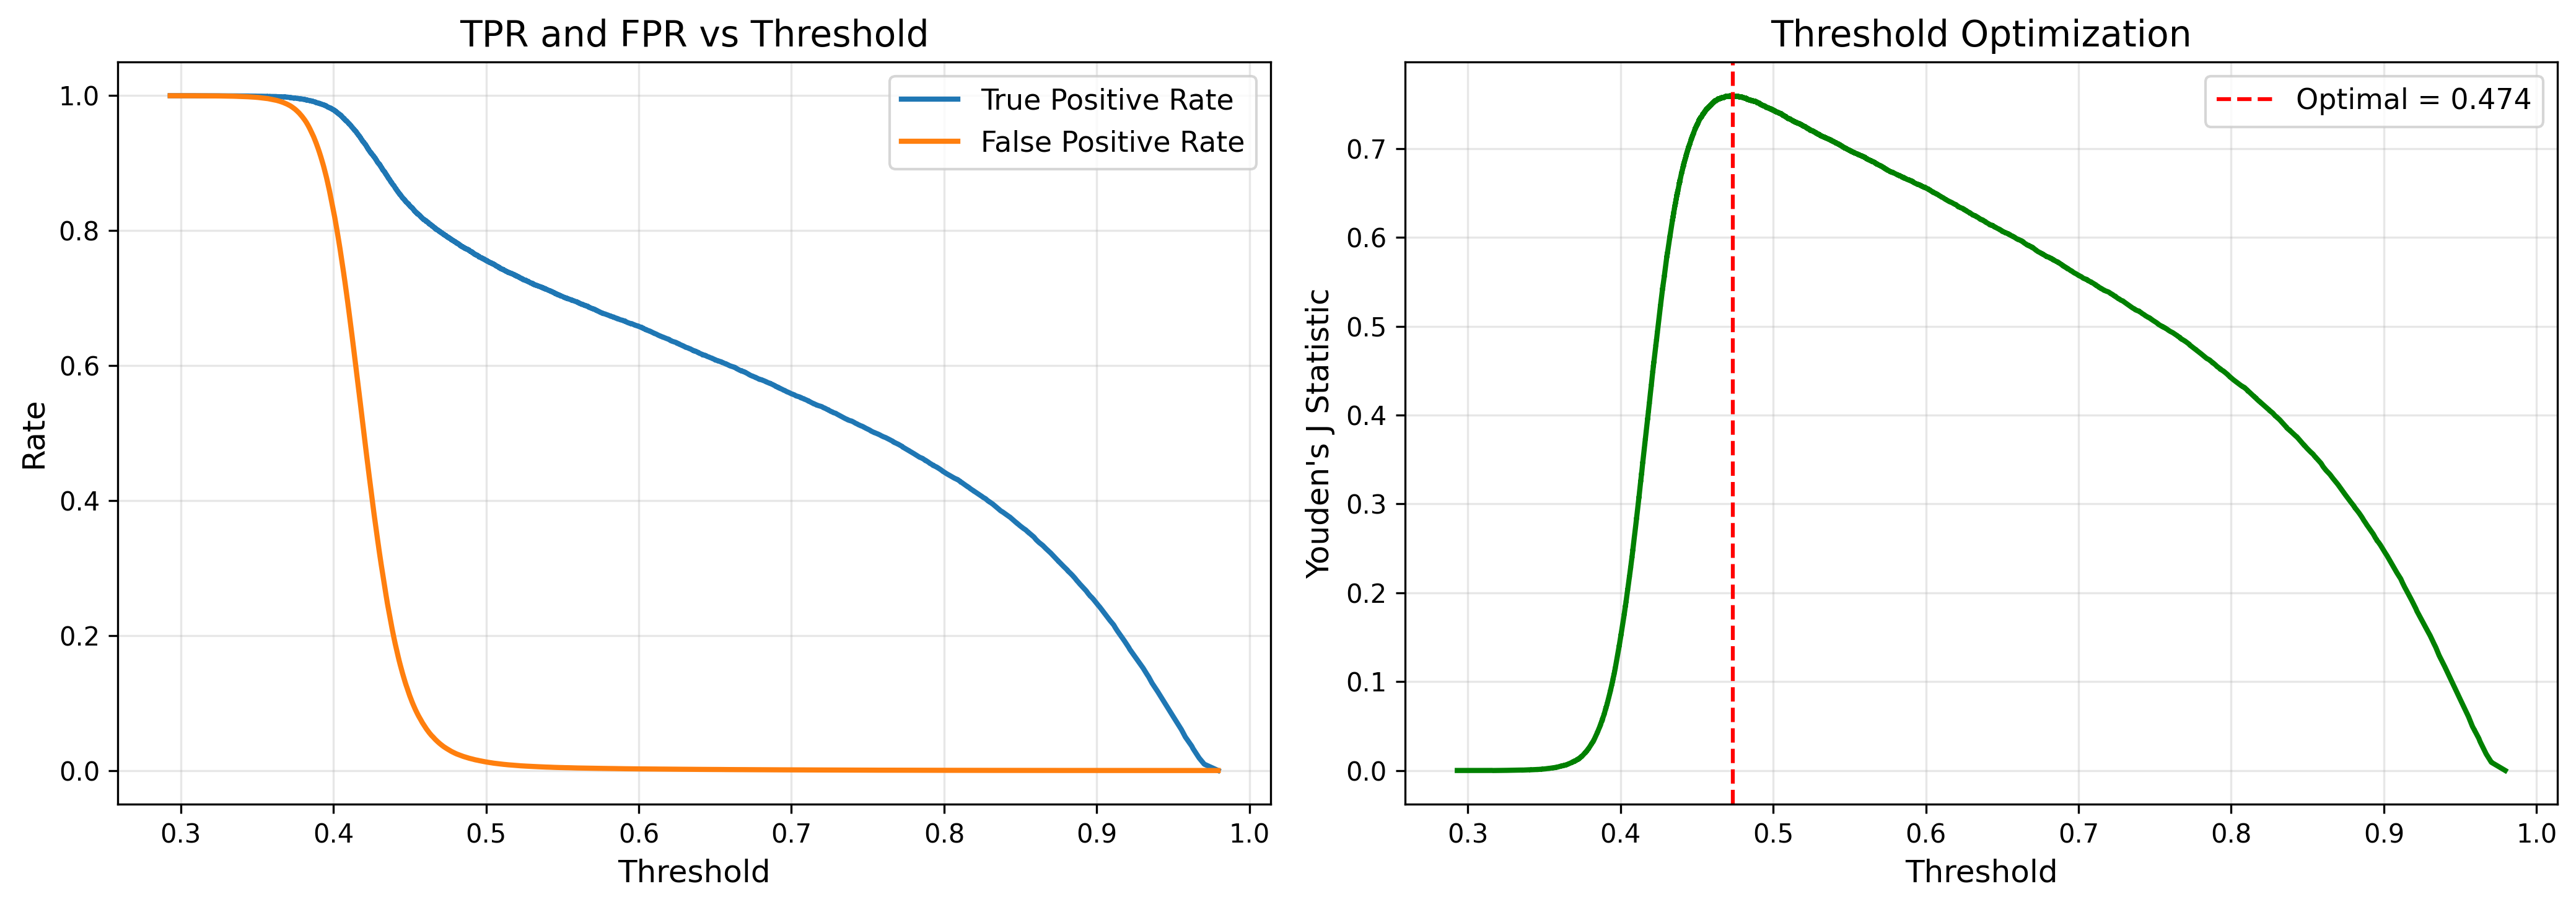 TPR and FPR vs Threshold
True Positive Rate
False Positive Rate
Rate
1.0
0.8
0.6
0.4
0.2
0.0
0.3 0.4 0.5 0.6 0.7 0.8 0.9 1.0
Threshold
Threshold Optimization
Optimal = 0.474
Youden's J Statistic
0.7
0.6
0.5
0.4
0.3
0.2
0.1
0.0
0.3 0.4 0.5 0.6 0.7 0.8 0.9 1.0
Threshold